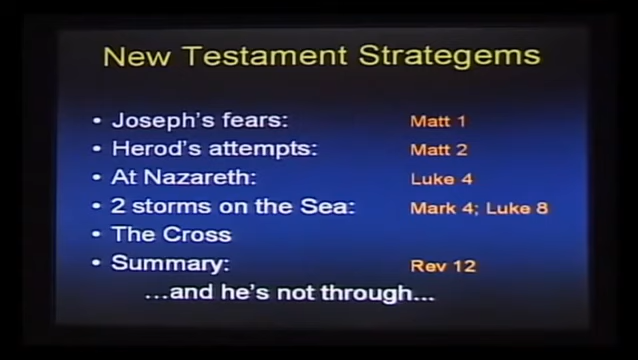 New Testament Strategems
• Joseph's fears: Matt 1
• Herod's attempts: Matt 2
• At Nazareth: Luke 4
• 2 storms on the Sea: Mark 4; Luke 8
• The Cross
• Summary: Rev 12
...and he's not through...